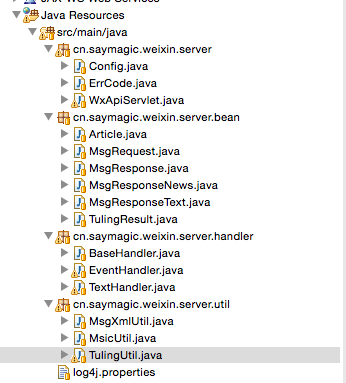 JAX-WS Web Services
Java Resources
src/main/java
cn.saymagic.weixin.server
Config.java
ErrCode.java
WxApiServlet.java
cn.saymagic.weixin.server.bean
Article.java
MsgRequest.java
MsgResponse.java
MsgResponseNews.java
MsgResponseText.java
TulingResult.java
cn.saymagic.weixin.server.handler
BaseHandler.java
EventHandler.java
TextHandler.java
cn.saymagic.weixin.server.util
MsgXmlUtil.java
MsicUtil.java
TulingUtil.java
log4j.properties